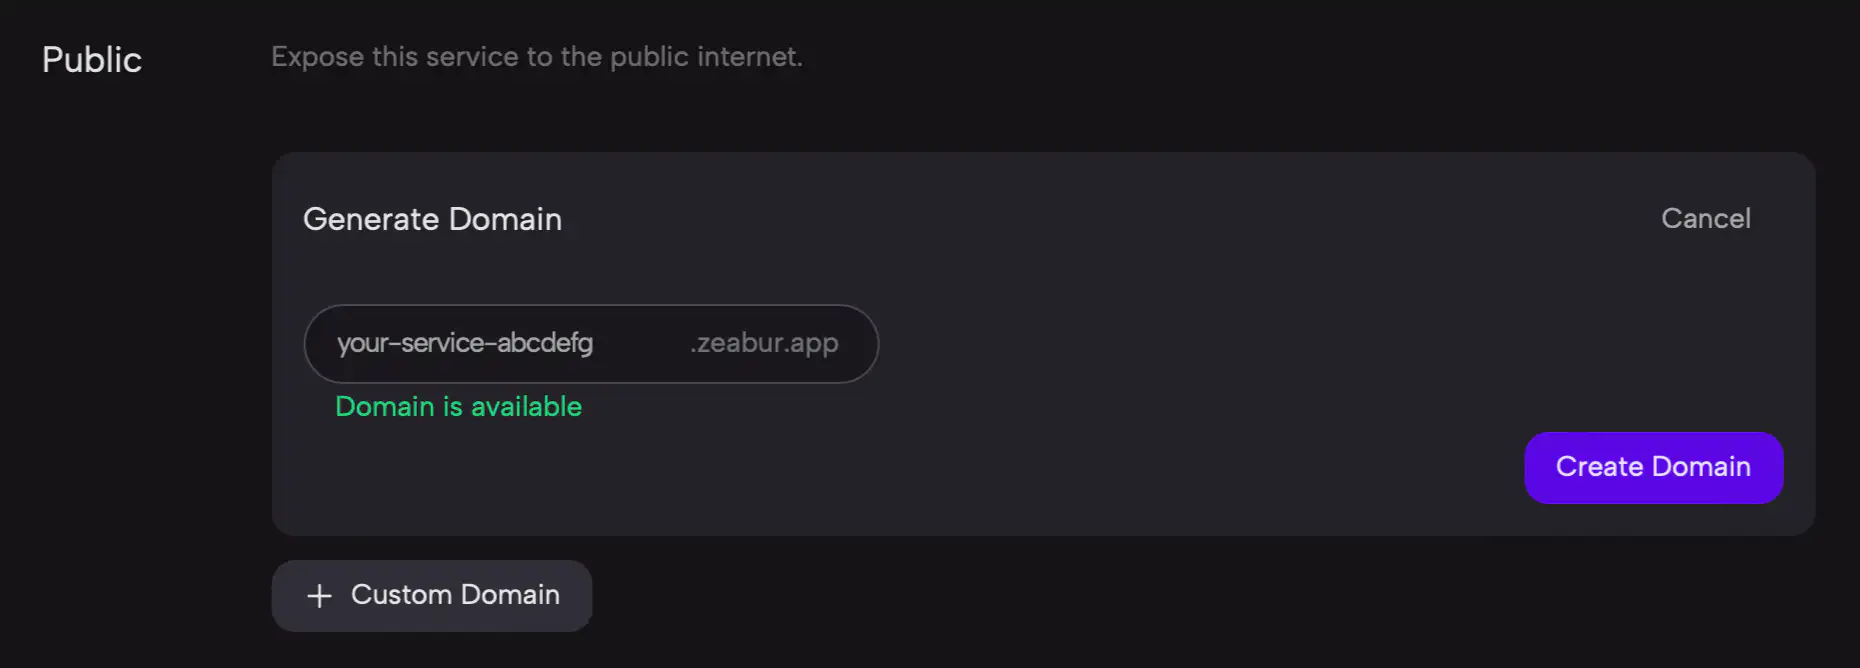 Public
Expose this service to the public internet.
Generate Domain
Cancel
your-service-abcdefg .zeabur.app
Domain is available
Create Domain
+ Custom Domain